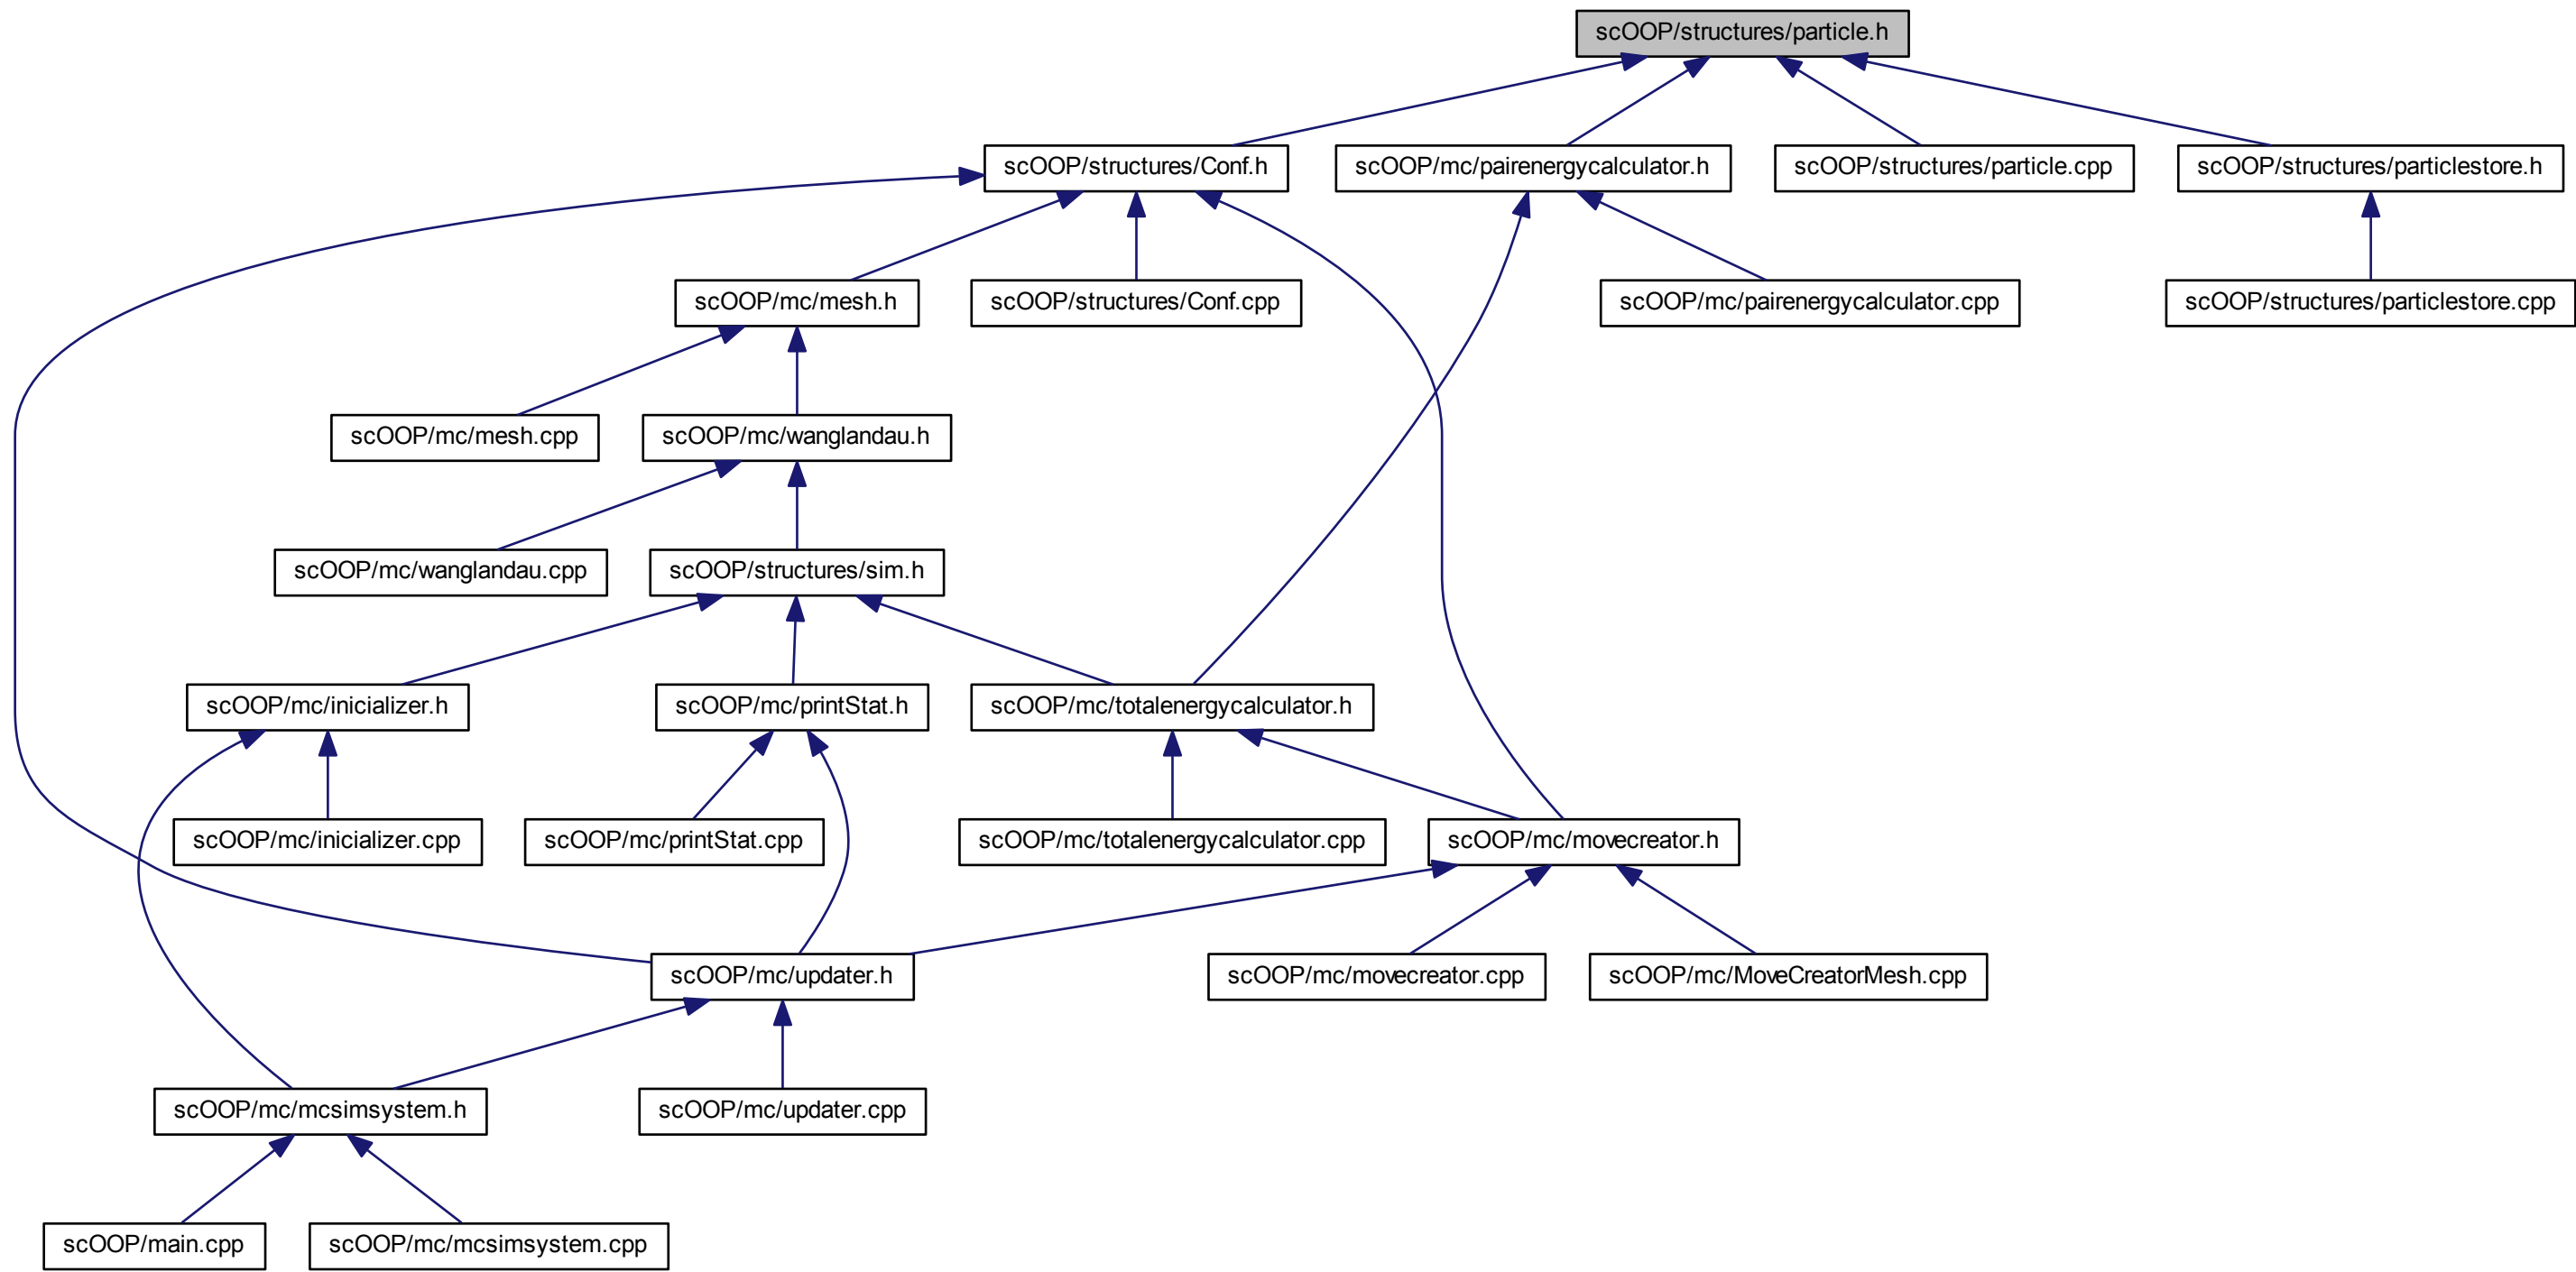 scOOP/structures/particle.h
scOOP/structures/Conf.h
scOOP/mc/pairenergycalculator.h
scOOP/structures/particle.cpp
scOOP/structures/particlestore.h
scOOP/mc/mesh.h
scOOP/structures/Conf.cpp
scOOP/mc/pairenergycalculator.cpp
scOOP/structures/particlestore.cpp
scOOP/mc/mesh.cpp
scOOP/mc/wanglandau.h
scOOP/mc/wanglandau.cpp
scOOP/structures/sim.h
scOOP/mc/inicializer.h
scOOP/mc/printStat.h
scOOP/mc/totalenergycalculator.h
scOOP/mc/inicializer.cpp
scOOP/mc/printStat.cpp
scOOP/mc/totalenergycalculator.cpp
scOOP/mc/movecreator.h
scOOP/mc/updater.h
scOOP/mc/movecreator.cpp
scOOP/mc/MoveCreatorMesh.cpp
scOOP/mc/mcsimsystem.h
scOOP/mc/updater.cpp
scOOP/main.cpp
scOOP/mc/mcsimsystem.cpp